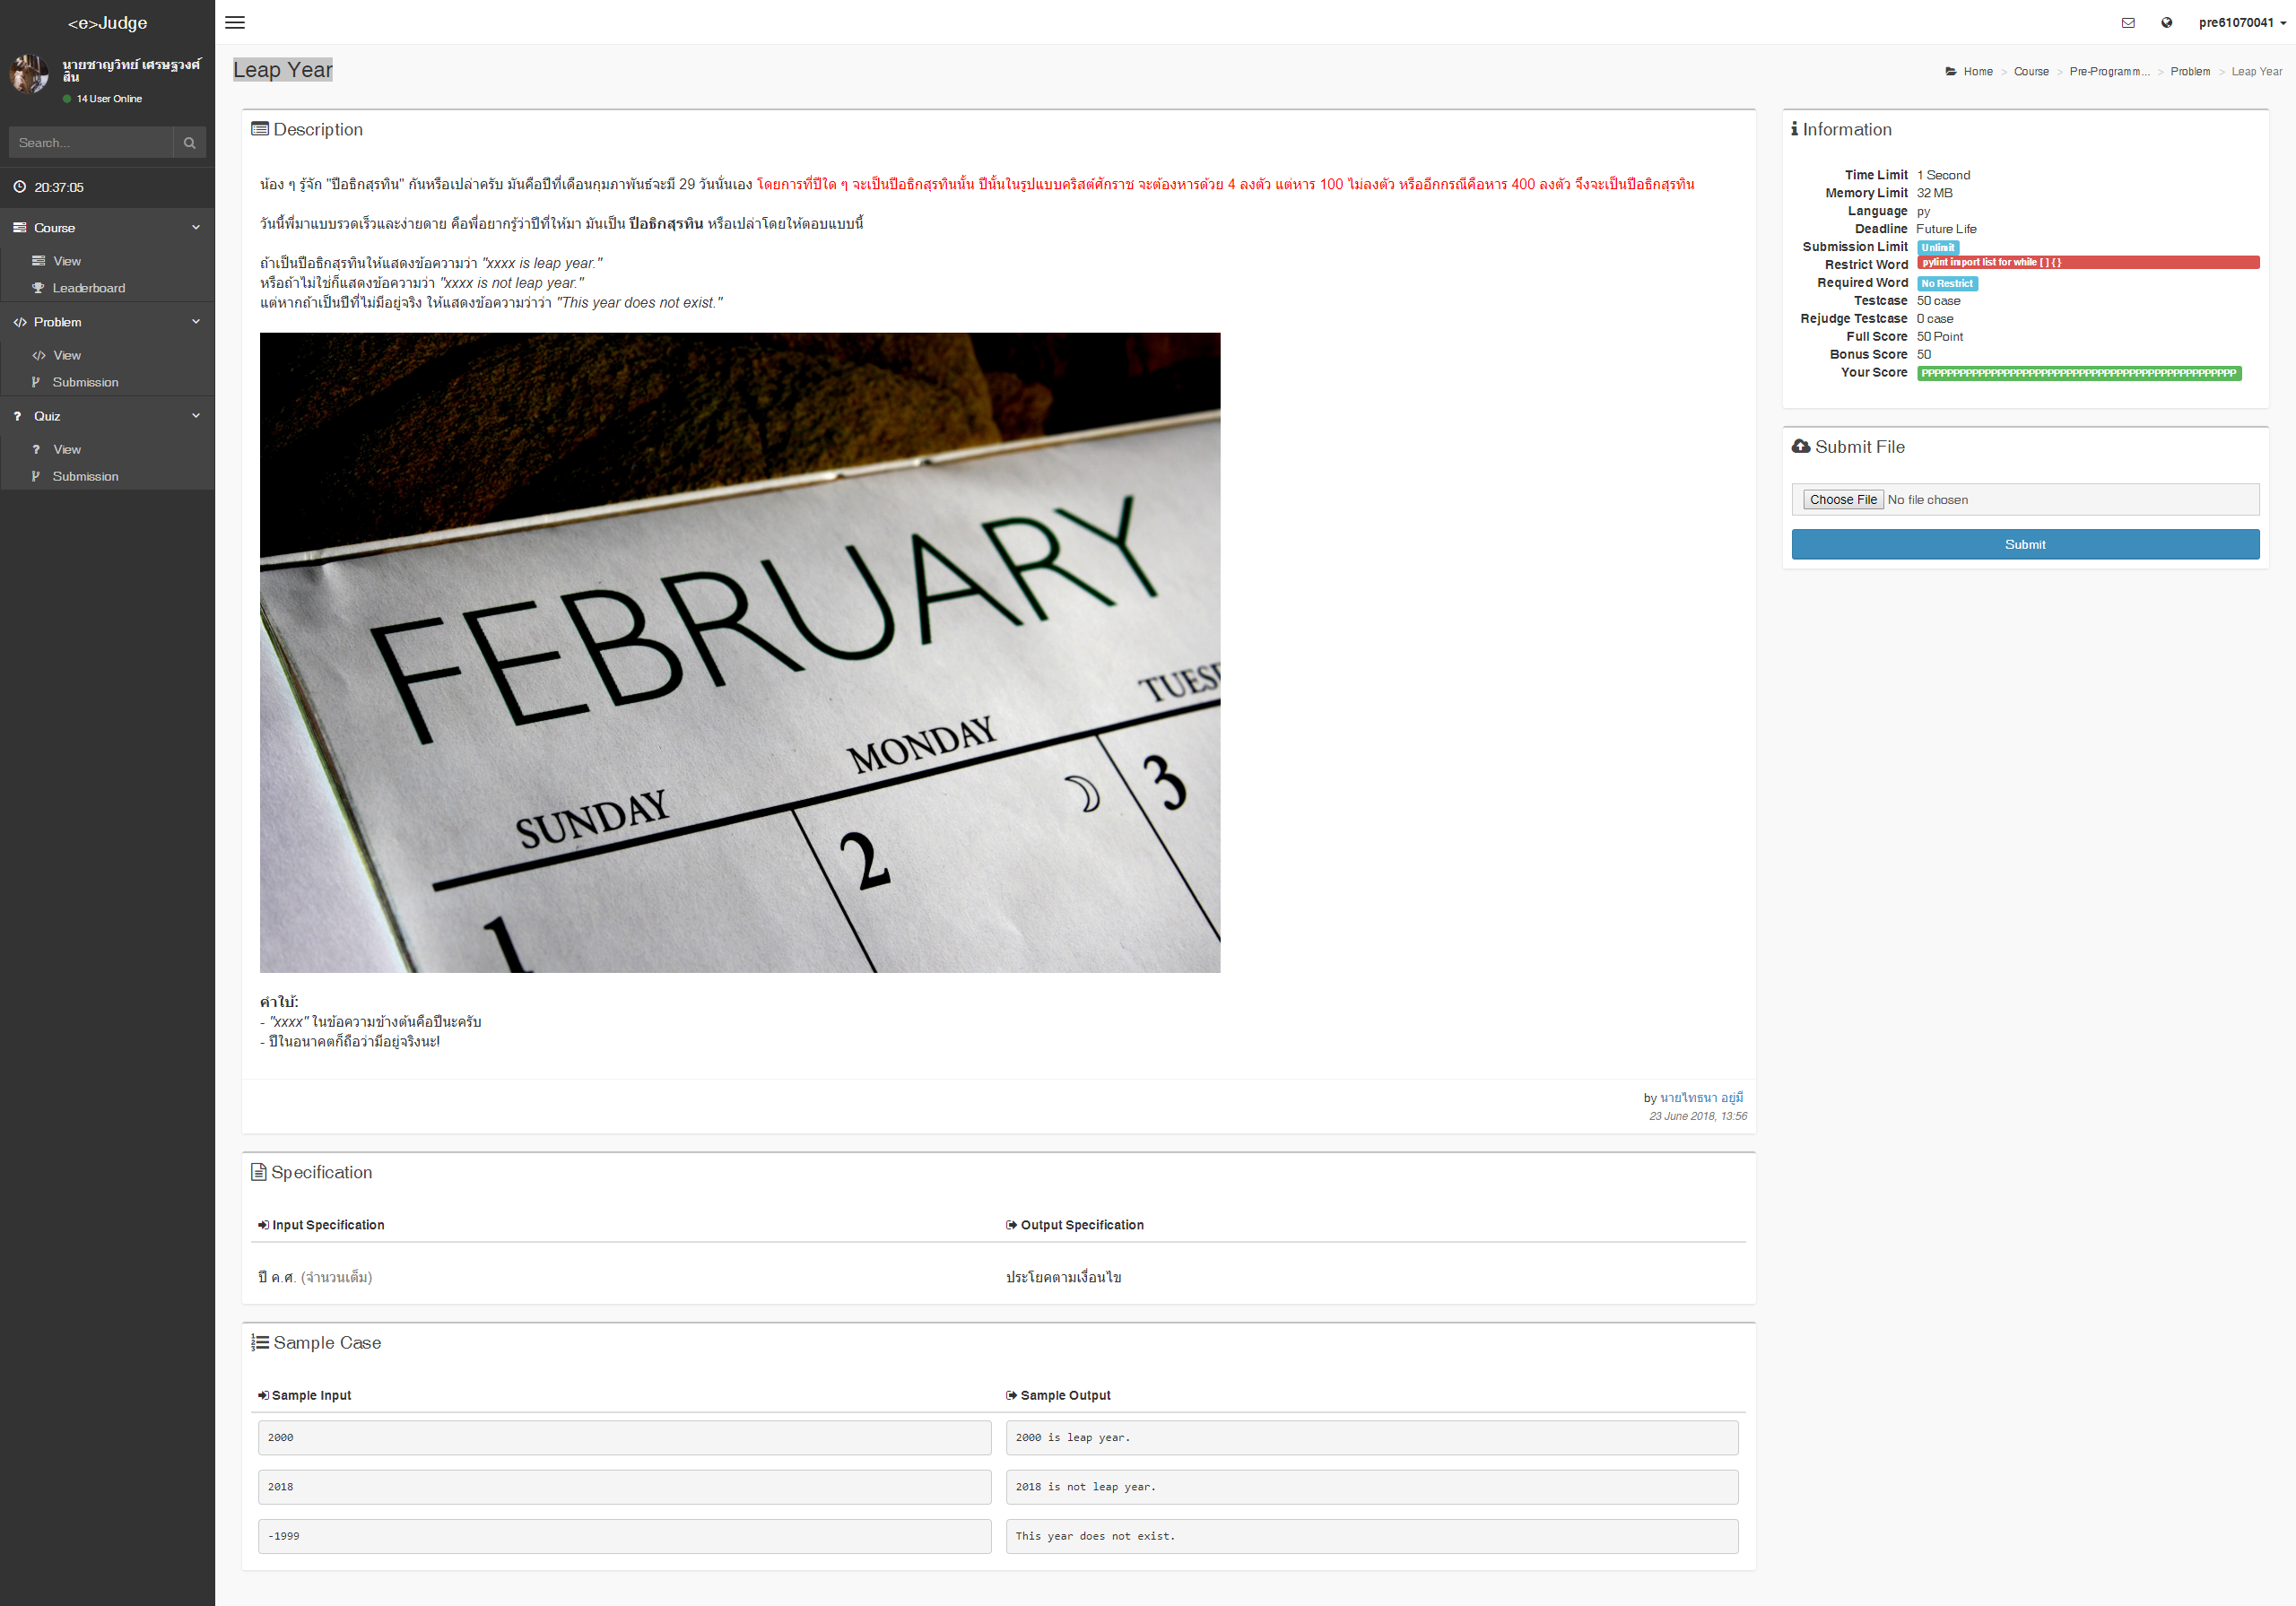 <e>Judge
pre61070041
นายชาญวิทย์ เศรษฐวงศ์
สิน
14 User Online
Search...
20:37:05
Course
View
Leaderboard
Problem
View
Submission
Quiz
View
Submission
Leap Year
Home > Course > Pre-Programm... > Problem > Leap Year
Description
น้อง ๆ รู้จัก "ปีอธิกสุรทิน" กันหรือเปล่าครับ มันคือปีที่เดือนกุมภาพันธ์จะมี 29 วันนั่นเอง โดยการที่ปีใด ๆ จะเป็นปีอธิกสุรทินนั้น ปีนั้นในรูปแบบคริสต์ศักราช จะต้องหารด้วย 4 ลงตัว แต่หาร 100 ไม่ลงตัว หรืออีกกรณีคือหาร 400 ลงตัว จึงจะเป็นปีอธิกสุรทิน
วันนี้พี่มาแบบรวดเร็วและง่ายดาย คือพี่อยากรู้ว่าปีที่ให้มา มันเป็น ปีอธิกสุรทิน หรือเปล่าโดยให้ตอบแบบนี้
ถ้าเป็นปีอธิกสุรทินให้แสดงข้อความว่า "xxxx is leap year."
หรือถ้าไม่ใช่ก็แสดงข้อความว่า "xxxx is not leap year."
แต่หากถ้าเป็นปีที่ไม่มีอยู่จริง ให้แสดงข้อความว่าว่า "This year does not exist."
FEBRUARY
SUNDAY
MONDAY
TUES
1
2
3
คำใบ้:
- "xxxx" ในข้อความข้างต้นคือปีนะครับ
- ปีในอนาคตก็ถือว่ามีอยู่จริงนะ!
by นายไทธนา อยู่มี
23 June 2018, 13:56
Specification
Input Specification
Output Specification
ปี ค.ศ. (จำนวนเต็ม)
ประโยคตามเงื่อนไข
Sample Case
Sample Input
Sample Output
2000
2000 is leap year.
2018
2018 is not leap year.
-1999
This year does not exist.
Information
Time Limit 1 Second
Memory Limit 32 MB
Language py
Deadline Future Life
Submission Limit Unlimit
Restrict Word pylint import list for while [ ] { }
Required Word No Restrict
Testcase 50 case
Rejudge Testcase 0 case
Full Score 50 Point
Bonus Score 50
Your Score PPPPPPPPPPPPPPPPPPPPPPPPPPPPPPPPPPPPPPPPPPPPPPPPPP
Submit File
Choose File No file chosen
Submit